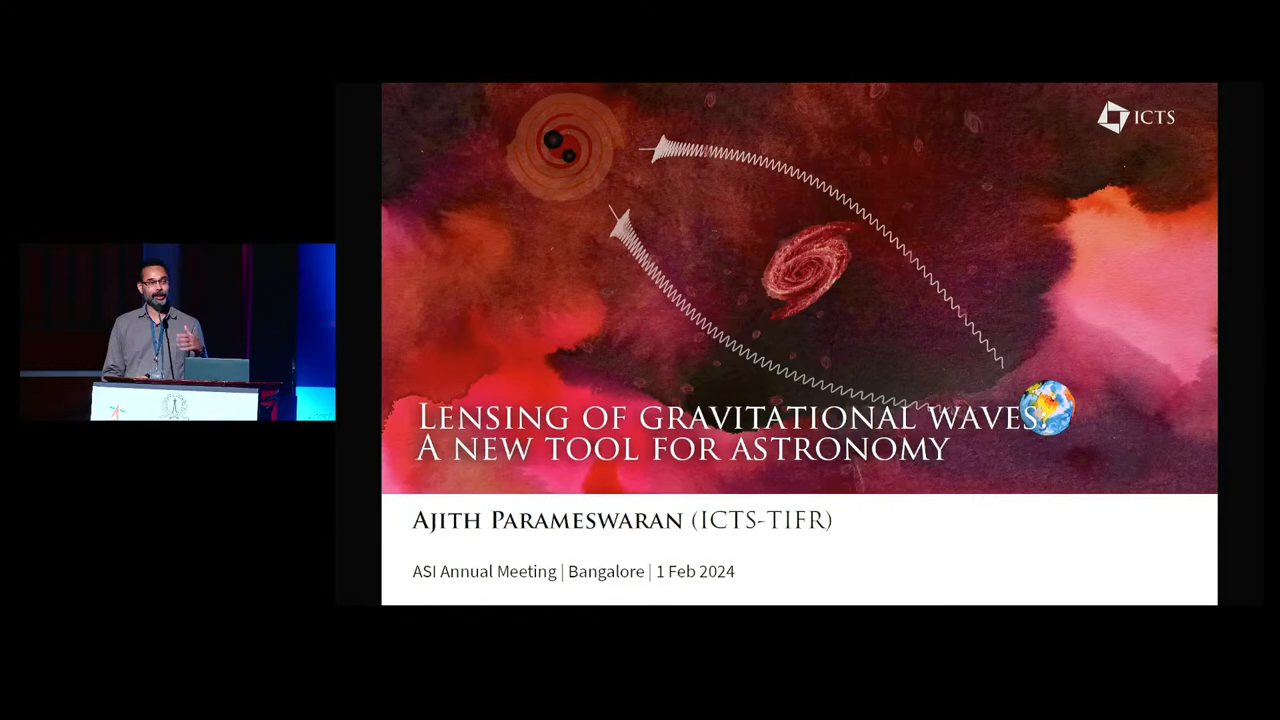 ICTS
LENSING OF GRAVITATIONAL WAVES:
A NEW TOOL FOR ASTRONOMY
AJITH PARAMESWARAN (ICTS-TIFR)
ASI Annual Meeting | Bangalore | 1 Feb 2024